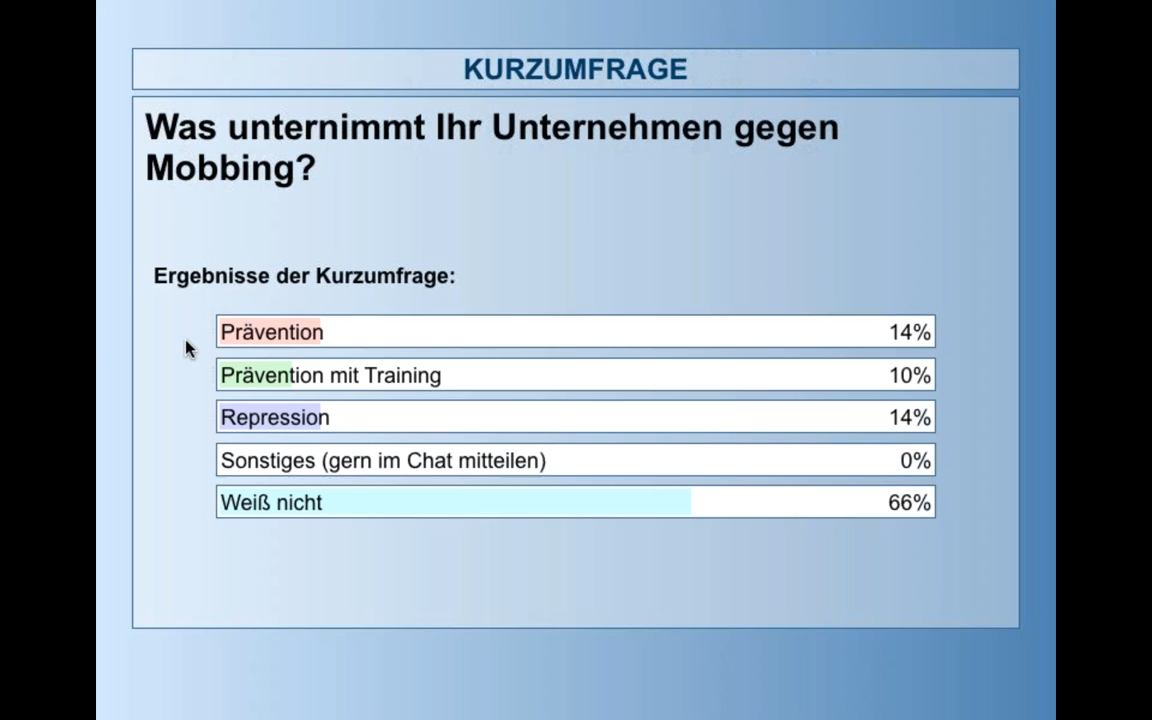 KURZUMFRAGE
Was unternimmt Ihr Unternehmen gegen
Mobbing?
Ergebnisse der Kurzumfrage:
Prävention 14%
Prävention mit Training 10%
Repression 14%
Sonstiges (gern im Chat mitteilen) 0%
Weiß nicht 66%